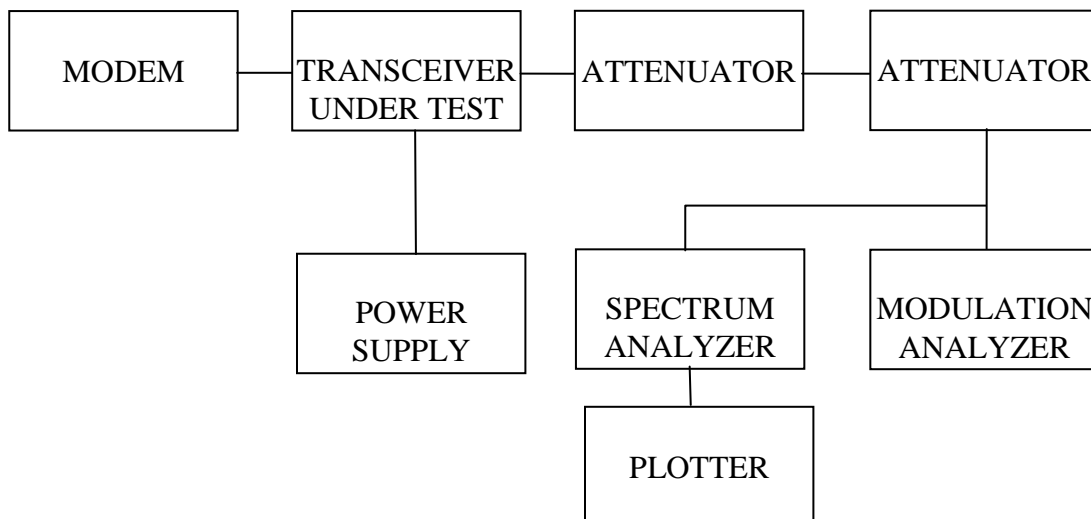 MODEM
TRANSCEIVER
UNDER TEST
ATTENUATOR
ATTENUATOR
POWER
SUPPLY
SPECTRUM
ANALYZER
MODULATION
ANALYZER
PLOTTER